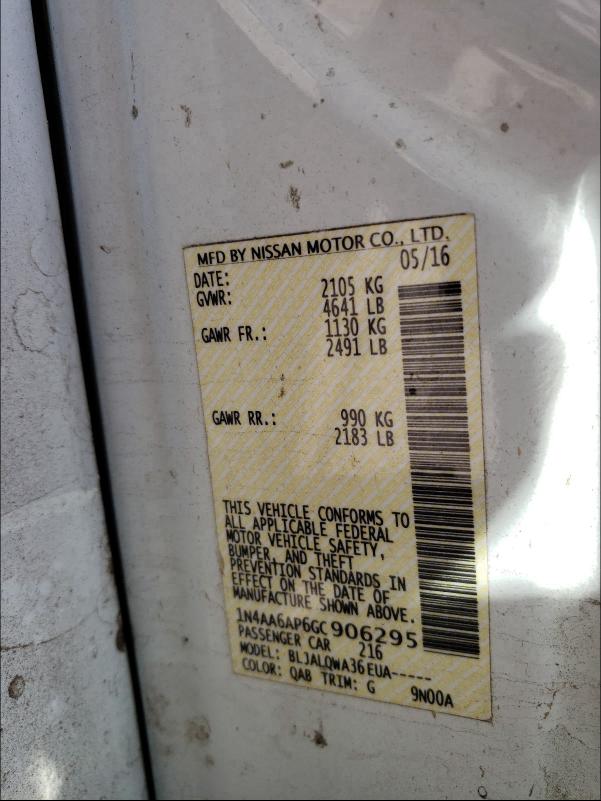 MFD BY NISSAN MOTOR CO., LTD.
DATE: 05/16
GVWR: 2105 KG
4641 LB
GAWR FR.: 1130 KG
2491 LB
GAWR RR.: 990 KG
2183 LB
THIS VEHICLE CONFORMS TO
ALL APPLICABLE FEDERAL
MOTOR VEHICLE SAFETY,
BUMPER, AND THEFT
PREVENTION STANDARDS IN
EFFECT ON THE DATE OF
MANUFACTURE SHOWN ABOVE.
1N4AA6AP6GC906295
PASSENGER CAR 216
MODEL: BLJALQWA36EUA-----
COLOR: QAB TRIM: G 9N00A